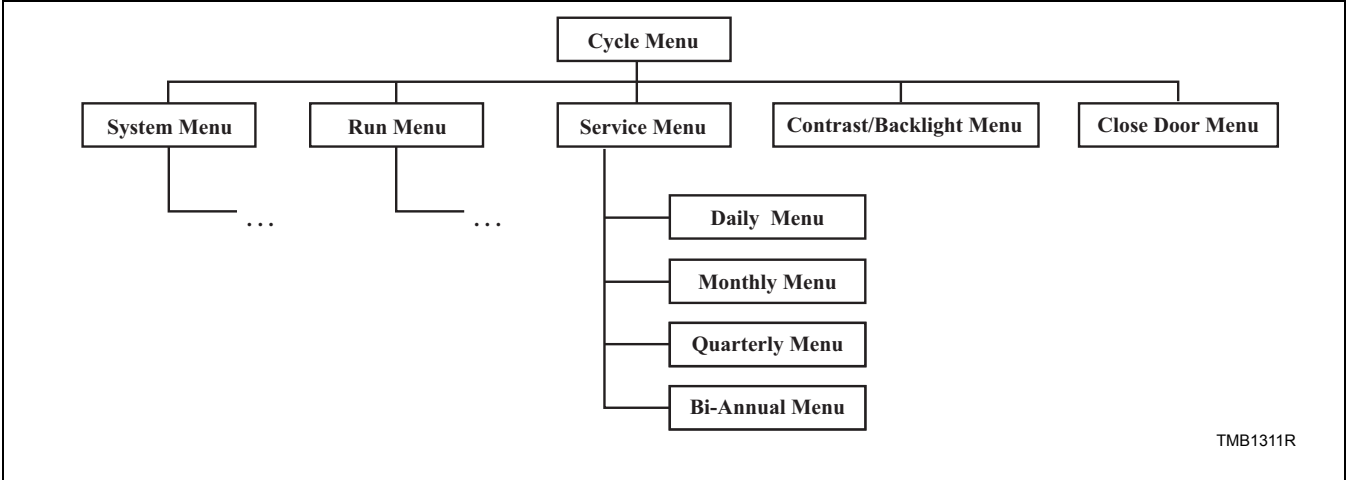 Cycle Menu
System Menu
Run Menu
Service Menu
Contrast/Backlight Menu
Close Door Menu
. . .
. . .
Daily Menu
Monthly Menu
Quarterly Menu
Bi-Annual Menu
TMB1311R